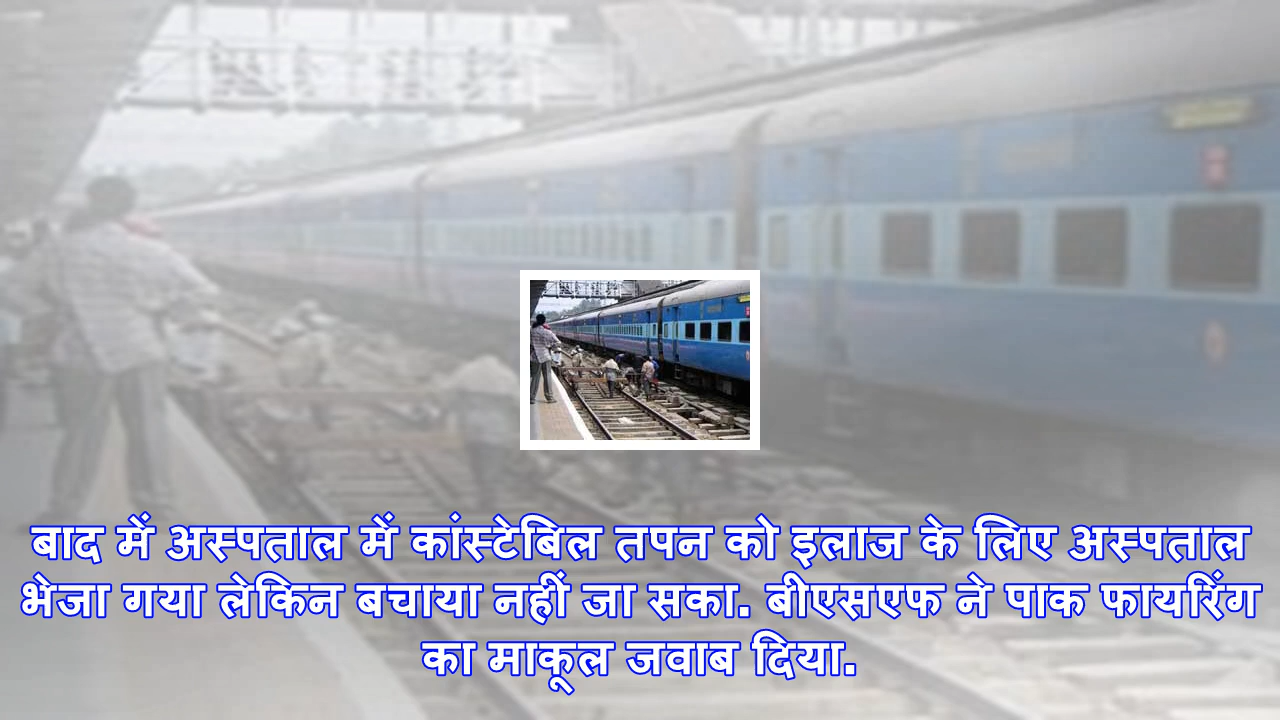 बाद में अस्पताल में कांस्टेबिल तपन को इलाज के लिए अस्पताल
भेजा गया लेकिन बचाया नहीं जा सका. बीएसएफ ने पाक फायरिंग
का माकूल जवाब दिया.